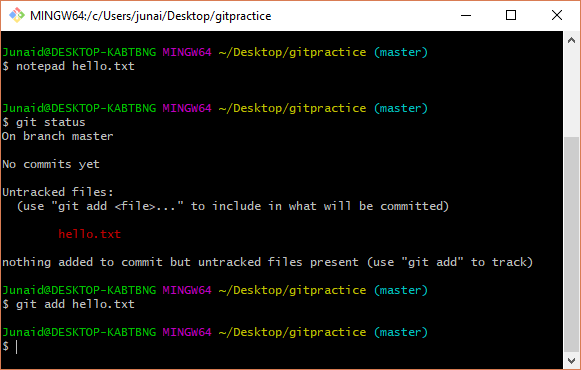 MINGW64:/c/Users/junai/Desktop/gitpractice
Junaid@DESKTOP-KABTBNG MINGW64 ~/Desktop/gitpractice (master)
$ notepad hello.txt
Junaid@DESKTOP-KABTBNG MINGW64 ~/Desktop/gitpractice (master)
$ git status
On branch master
No commits yet
Untracked files:
  (use "git add <file>..." to include in what will be committed)
        hello.txt
nothing added to commit but untracked files present (use "git add" to track)
Junaid@DESKTOP-KABTBNG MINGW64 ~/Desktop/gitpractice (master)
$ git add hello.txt
Junaid@DESKTOP-KABTBNG MINGW64 ~/Desktop/gitpractice (master)
$